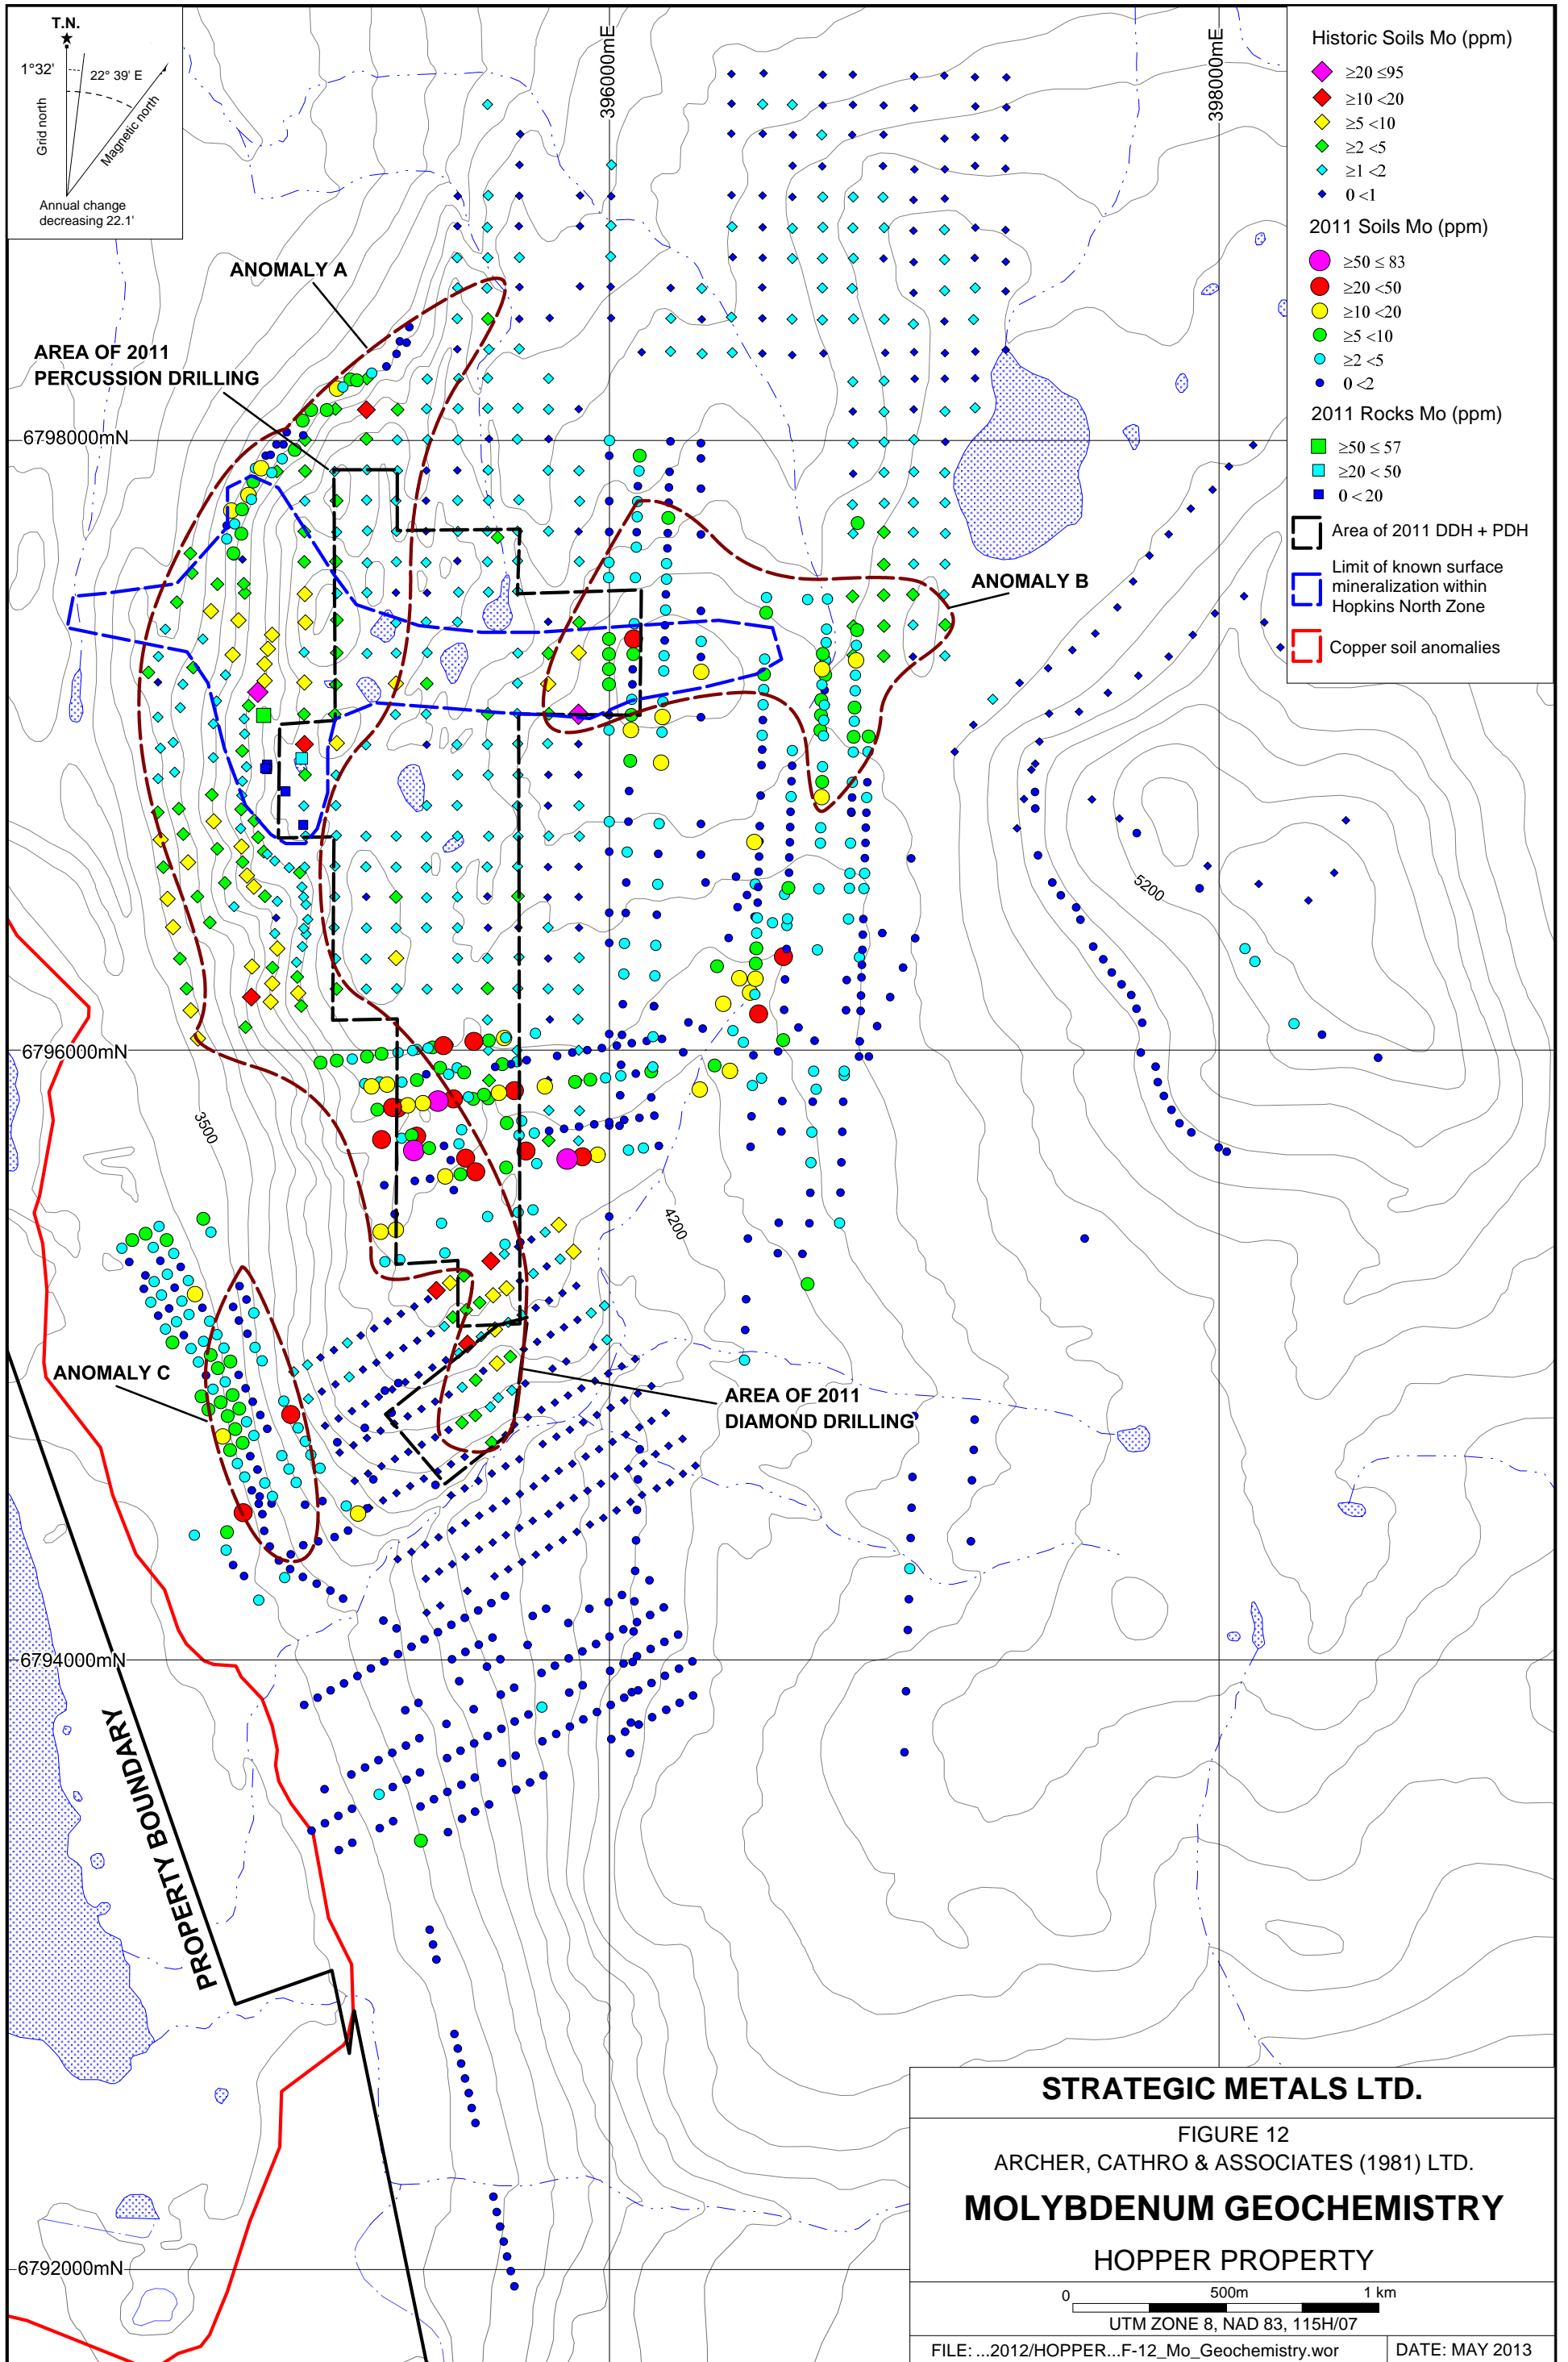 T.N.
1°32'
22° 39' E
Grid north
Magnetic north
Annual change
decreasing 22.1'
396000mE
398000mE
Historic Soils Mo (ppm)
≥20 ≤95
≥10 <20
≥5 <10
≥2 <5
≥1 <2
0 <1
2011 Soils Mo (ppm)
≥50 ≤ 83
≥20 <50
≥10 <20
≥5 <10
≥2 <5
0 <2
2011 Rocks Mo (ppm)
≥50 ≤ 57
≥20 < 50
0 < 20
Area of 2011 DDH + PDH
Limit of known surface
mineralization within
Hopkins North Zone
Copper soil anomalies
ANOMALY A
AREA OF 2011
PERCUSSION DRILLING
6798000mN
ANOMALY B
5200
6796000mN
3500
4200
ANOMALY C
AREA OF 2011
DIAMOND DRILLING
6794000mN
PROPERTY BOUNDARY
6792000mN
STRATEGIC METALS LTD.
FIGURE 12
ARCHER, CATHRO & ASSOCIATES (1981) LTD.
MOLYBDENUM GEOCHEMISTRY
HOPPER PROPERTY
0 500m 1 km
UTM ZONE 8, NAD 83, 115H/07
FILE: ...2012/HOPPER...F-12_Mo_Geochemistry.wor
DATE: MAY 2013